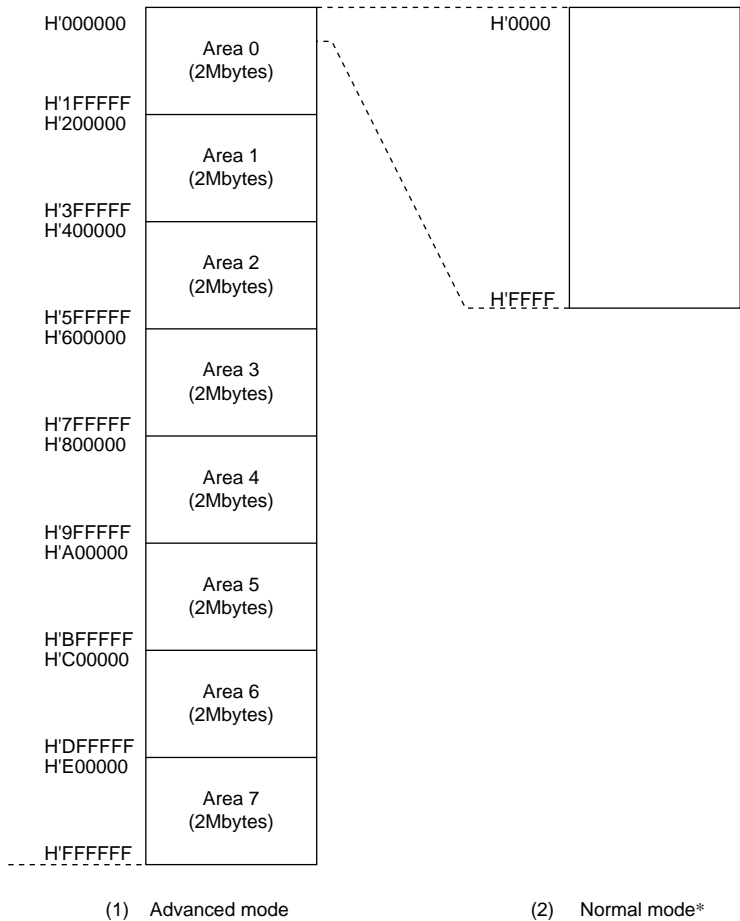 H'000000
Area 0
(2Mbytes)
H'1FFFFF
H'200000
Area 1
(2Mbytes)
H'3FFFFF
H'400000
Area 2
(2Mbytes)
H'5FFFFF
H'600000
Area 3
(2Mbytes)
H'7FFFFF
H'800000
Area 4
(2Mbytes)
H'9FFFFF
H'A00000
Area 5
(2Mbytes)
H'BFFFFF
H'C00000
Area 6
(2Mbytes)
H'DFFFFF
H'E00000
Area 7
(2Mbytes)
H'FFFFFF
(1) Advanced mode
H'0000
H'FFFF
(2) Normal mode*